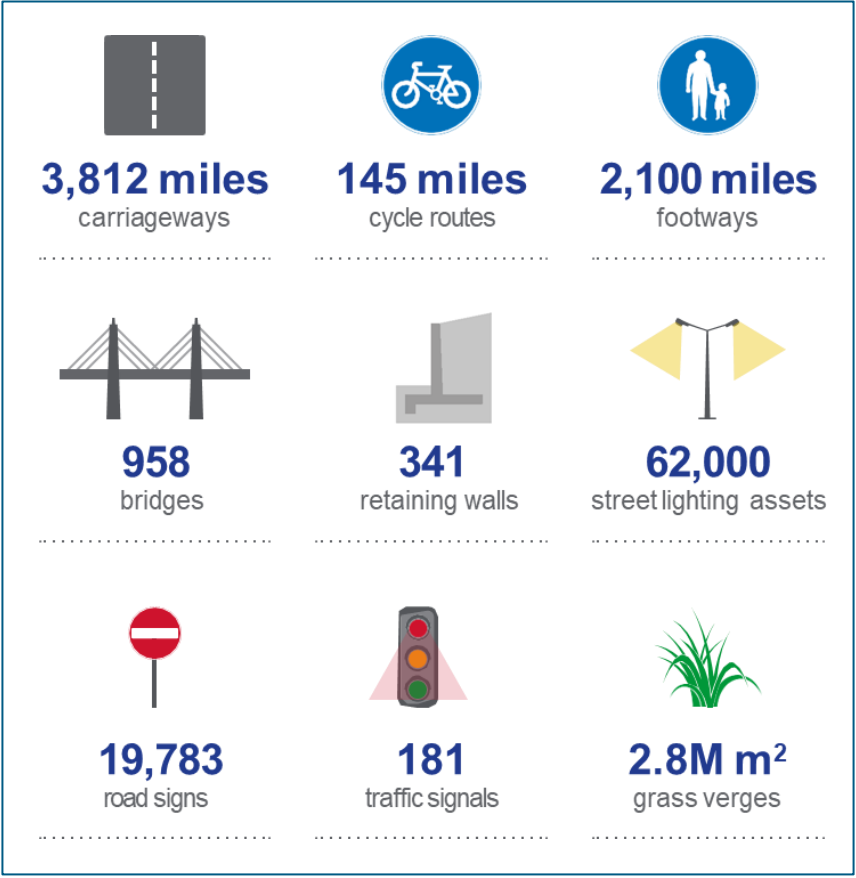 3,812 miles
carriageways
145 miles
cycle routes
2,100 miles
footways
958
bridges
341
retaining walls
62,000
street lighting assets
19,783
road signs
181
traffic signals
2.8M m²
grass verges